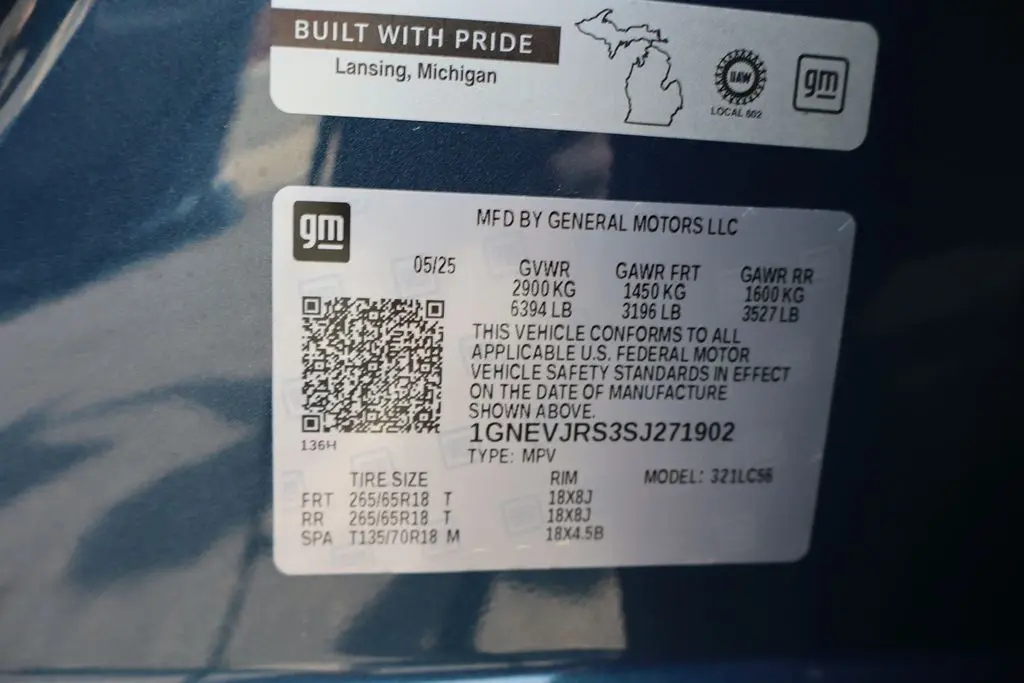 BUILT WITH PRIDE
Lansing, Michigan
UAW
LOCAL 602
gm
gm
MFD BY GENERAL MOTORS LLC
05/25 GVWR GAWR FRT GAWR RR
2900 KG 1450 KG 1600 KG
6394 LB 3196 LB 3527 LB
THIS VEHICLE CONFORMS TO ALL
APPLICABLE U.S. FEDERAL MOTOR
VEHICLE SAFETY STANDARDS IN EFFECT
ON THE DATE OF MANUFACTURE
SHOWN ABOVE.
1GNEVJRS3SJ271902
136H
TYPE: MPV
TIRE SIZE RIM MODEL: 321LC56
FRT 265/65R18 T 18X8J
RR 265/65R18 T 18X8J
SPA T135/70R18 M 18X4.5B